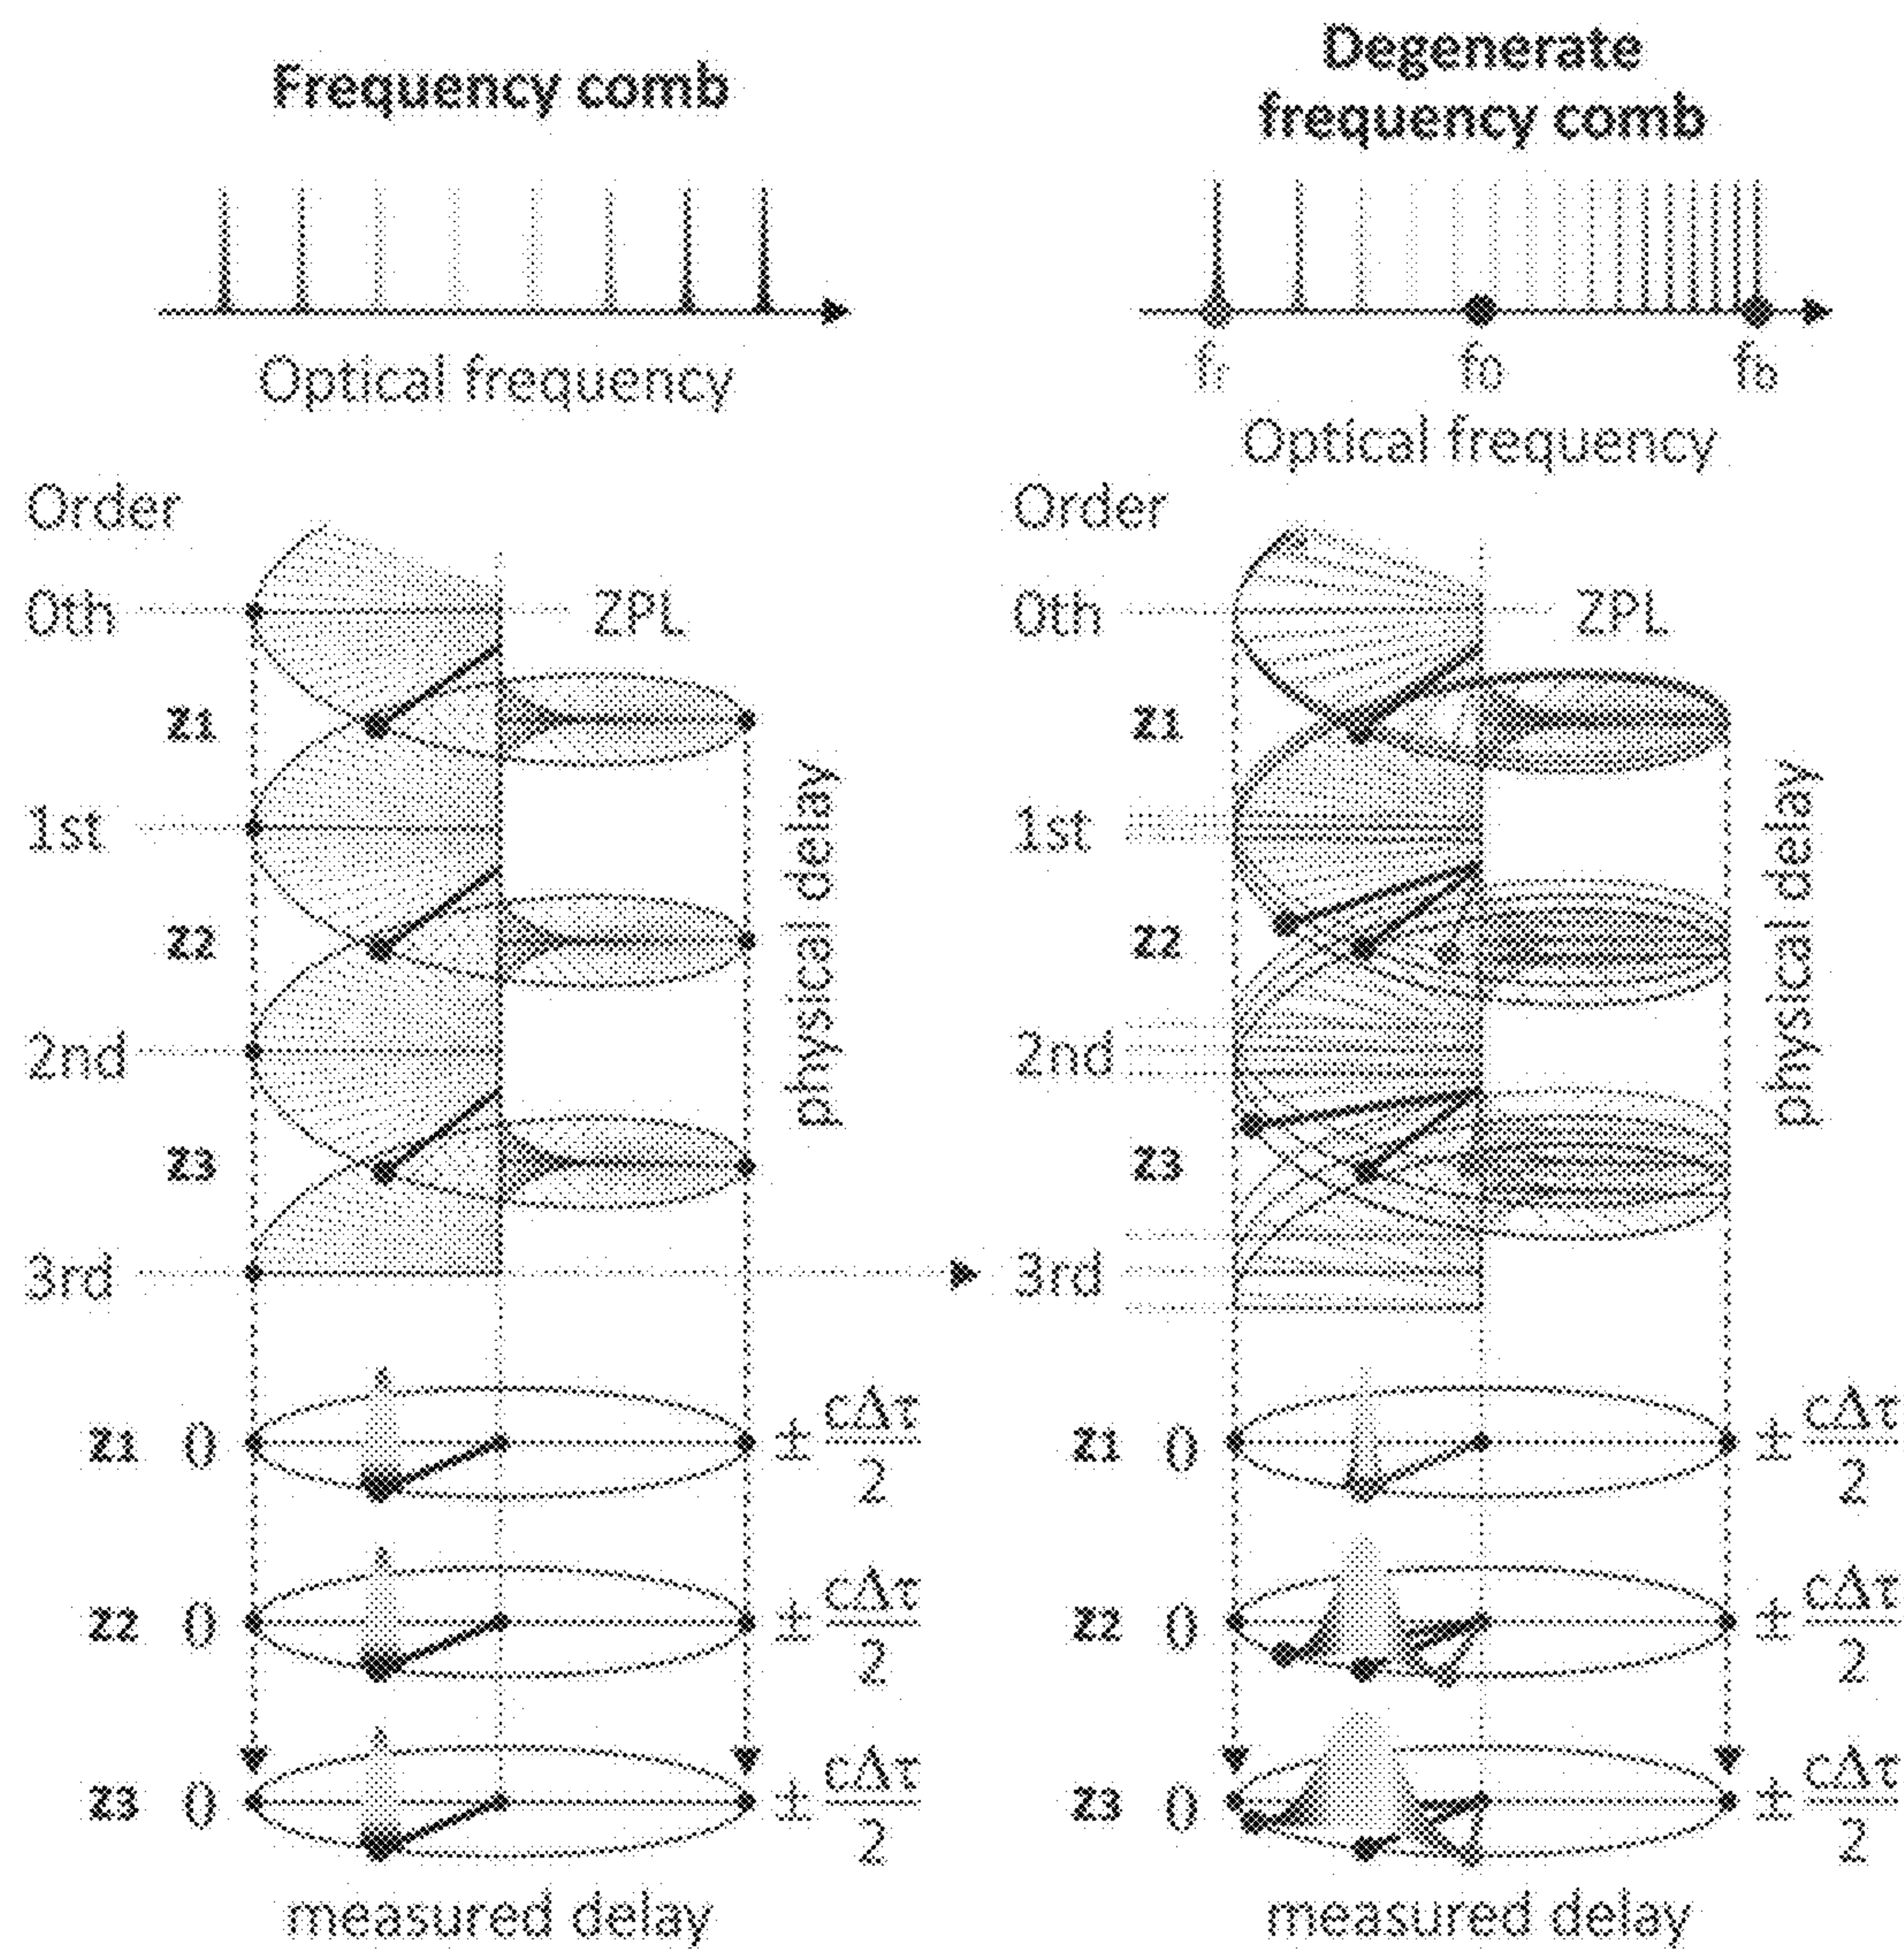 Frequency comb
Optical frequency
Order
0th
ZPL
z1
1st
z2
2nd
z3
3rd
physical delay
z1 0 ± cΔτ/2
z2 0 ± cΔτ/2
z3 0 ± cΔτ/2
measured delay
Degenerate
frequency comb
fr f0 fb
Optical frequency
Order
0th
ZPL
z1
1st
z2
2nd
z3
3rd
physical delay
z1 0 ± cΔτ/2
z2 0 ± cΔτ/2
z3 0 ± cΔτ/2
measured delay